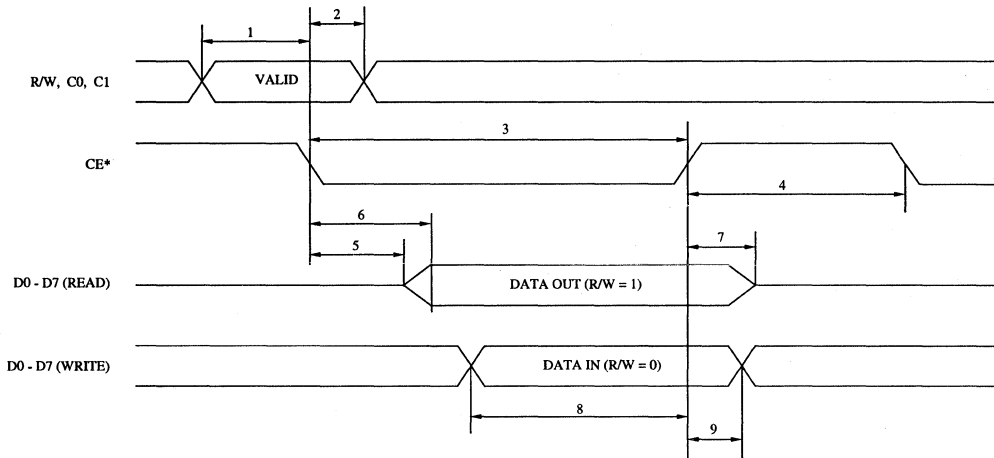 1
2
R/W, C0, C1
VALID
3
CE*
4
6
5
7
D0 - D7 (READ)
DATA OUT (R/W = 1)
D0 - D7 (WRITE)
DATA IN (R/W = 0)
8
9